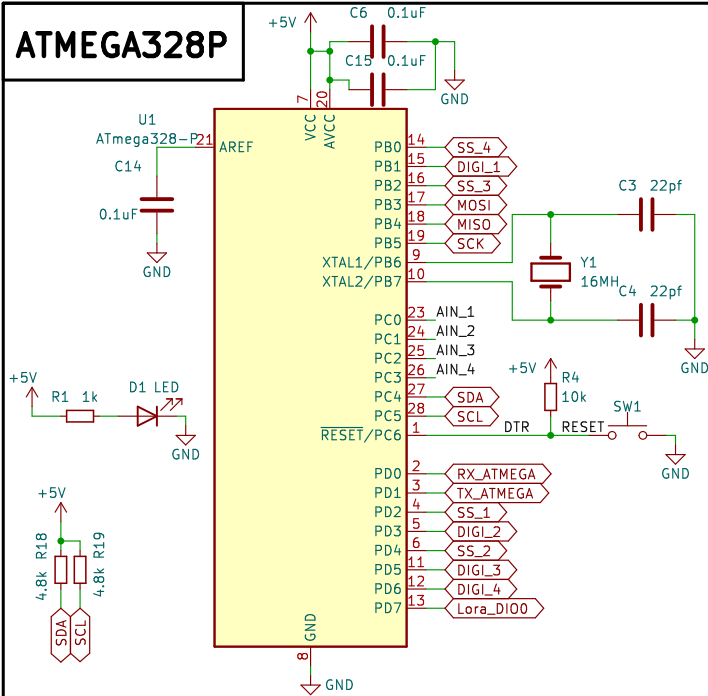 ATMEGA328P
+5V
C6 0.1uF
C15 0.1uF
GND
U1
ATmega328-P
21 AREF
7 VCC
20 AVCC
C14
0.1uF
GND
PB0 14 SS_4
PB1 15 DIGI_1
PB2 16 SS_3
PB3 17 MOSI
PB4 18 MISO
PB5 19 SCK
XTAL1/PB6 9
XTAL2/PB7 10
C3 22pf
Y1
16MH
C4 22pf
GND
PC0 23 AIN_1
PC1 24 AIN_2
PC2 25 AIN_3
PC3 26 AIN_4
PC4 27 SDA
PC5 28 SCL
RESET/PC6 1 DTR RESET
+5V
R4
10k
SW1
GND
+5V
R1 1k
D1 LED
GND
PD0 2 RX_ATMEGA
PD1 3 TX_ATMEGA
PD2 4 SS_1
PD3 5 DIGI_2
PD4 6 SS_2
PD5 11 DIGI_3
PD6 12 DIGI_4
PD7 13 Lora_DIO0
+5V
4.8k R18
4.8k R19
SDA
SCL
GND
8
GND